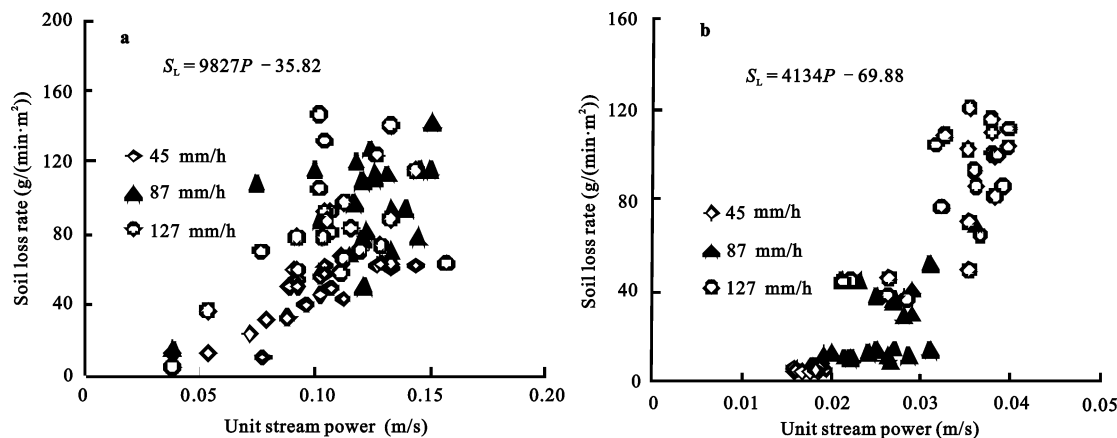 a
S_L = 9827P − 35.82
Soil loss rate (g/(min·m²))
200
160
120
80
40
0
45 mm/h
87 mm/h
127 mm/h
0 0.05 0.10 0.15 0.20
Unit stream power (m/s)
b
S_L = 4134P − 69.88
Soil loss rate (g/(min·m²))
160
120
80
40
0
45 mm/h
87 mm/h
127 mm/h
0 0.01 0.02 0.03 0.04 0.05
Unit stream power (m/s)